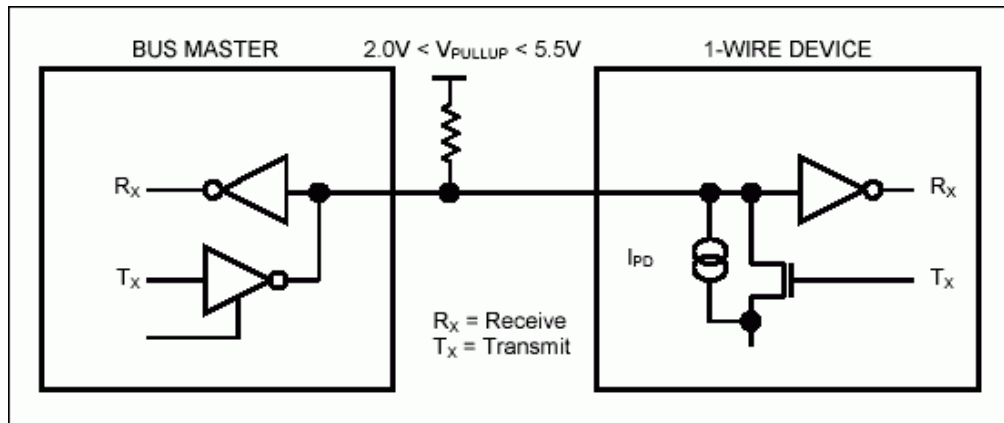 BUS MASTER
2.0V < VPULLUP < 5.5V
1-WIRE DEVICE
RX
RX
TX
IPD
TX
RX = Receive
TX = Transmit